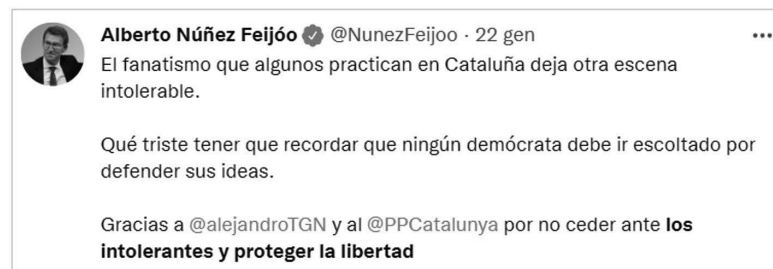 Alberto Núñez Feijóo @NunezFeijoo · 22 gen
El fanatismo que algunos practican en Cataluña deja otra escena
intolerable.
Qué triste tener que recordar que ningún demócrata debe ir escoltado por
defender sus ideas.
Gracias a @alejandroTGN y al @PPCatalunya por no ceder ante los
intolerantes y proteger la libertad